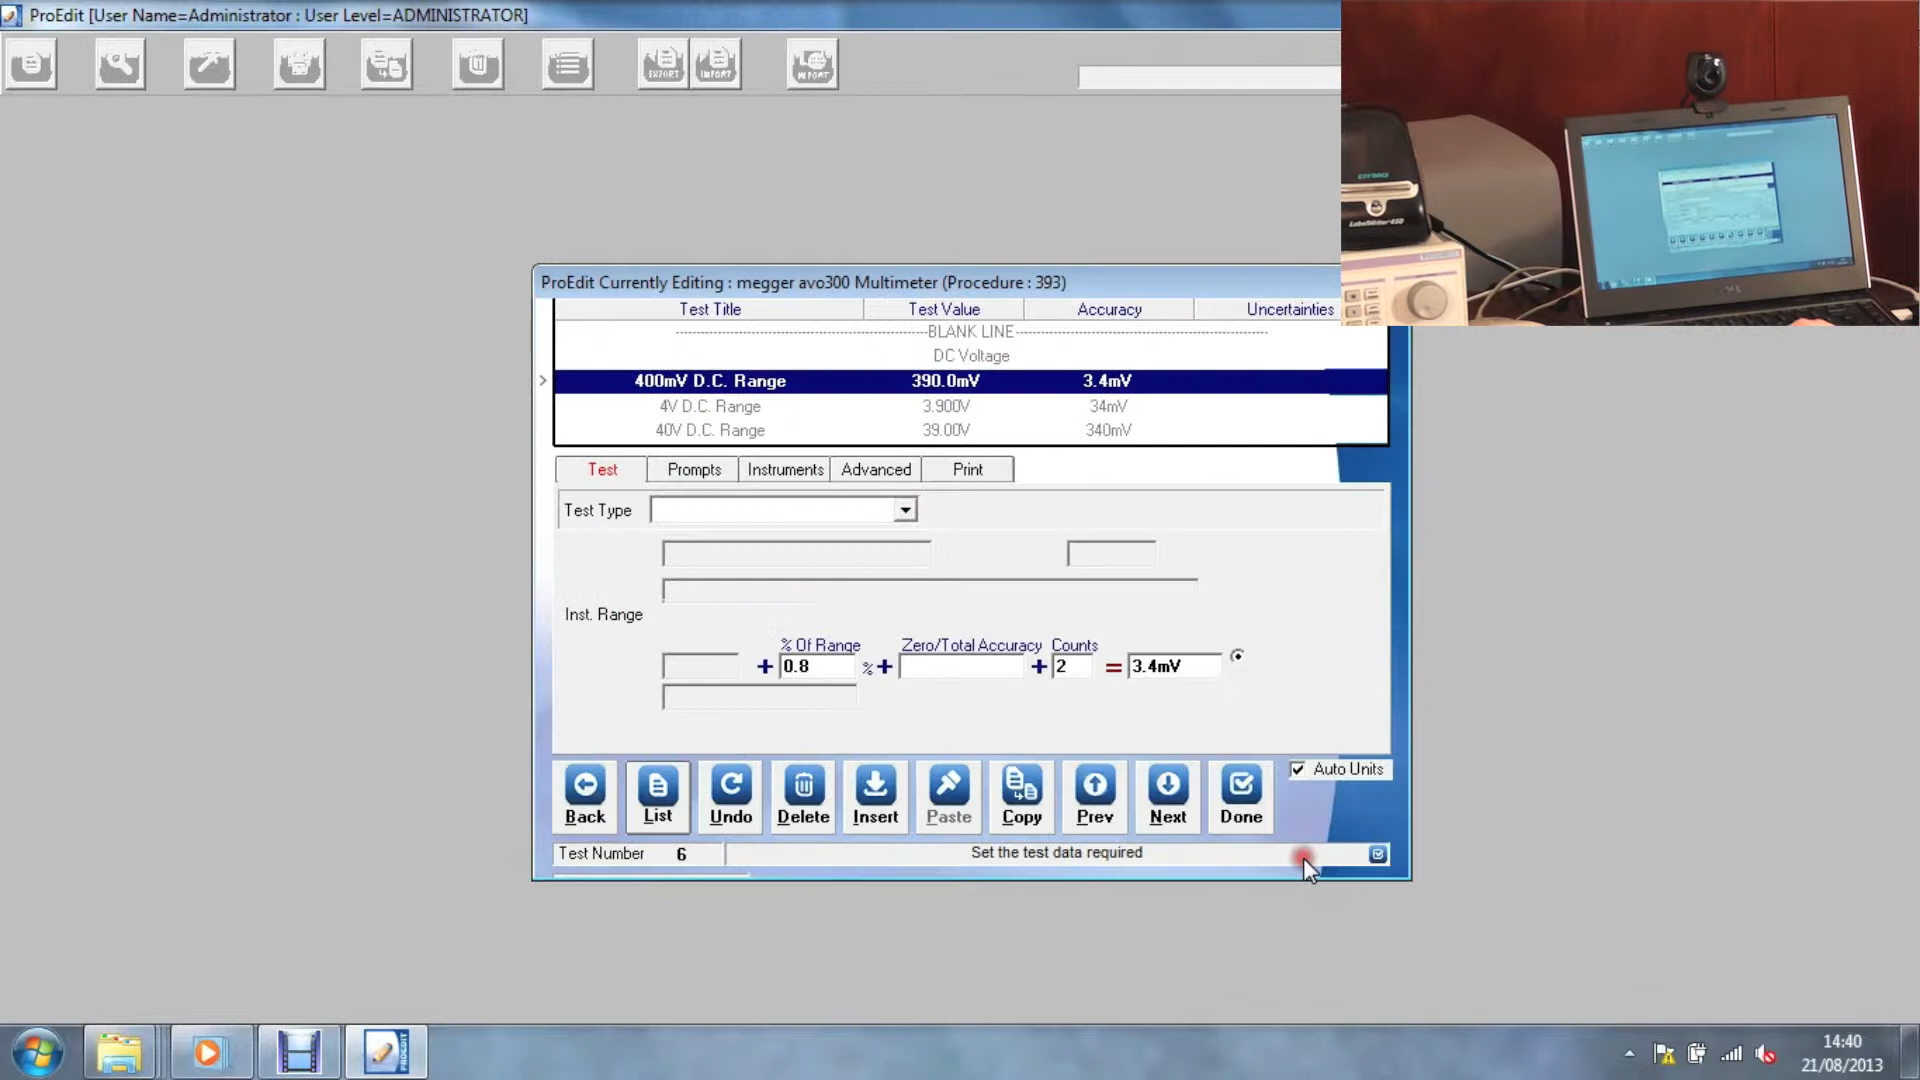 ProEdit [User Name=Administrator : User Level=ADMINISTRATOR]
EXPORT
IMPORT
DYMO
LabelWriter 450
ProEdit Currently Editing : megger avo300 Multimeter (Procedure : 393)
Test Title Test Value Accuracy Uncertainties
BLANK LINE
DC Voltage
400mV D.C. Range 390.0mV 3.4mV
4V D.C. Range 3.900V 34mV
40V D.C. Range 39.00V 340mV
Test Prompts Instruments Advanced Print
Test Type
Inst. Range
% Of Range Zero/Total Accuracy Counts
+ 0.8 % + + 2 = 3.4mV
Auto Units
Back List Undo Delete Insert Paste Copy Prev Next Done
Test Number 6 Set the test data required
PROEDIT
14:40
21/08/2013